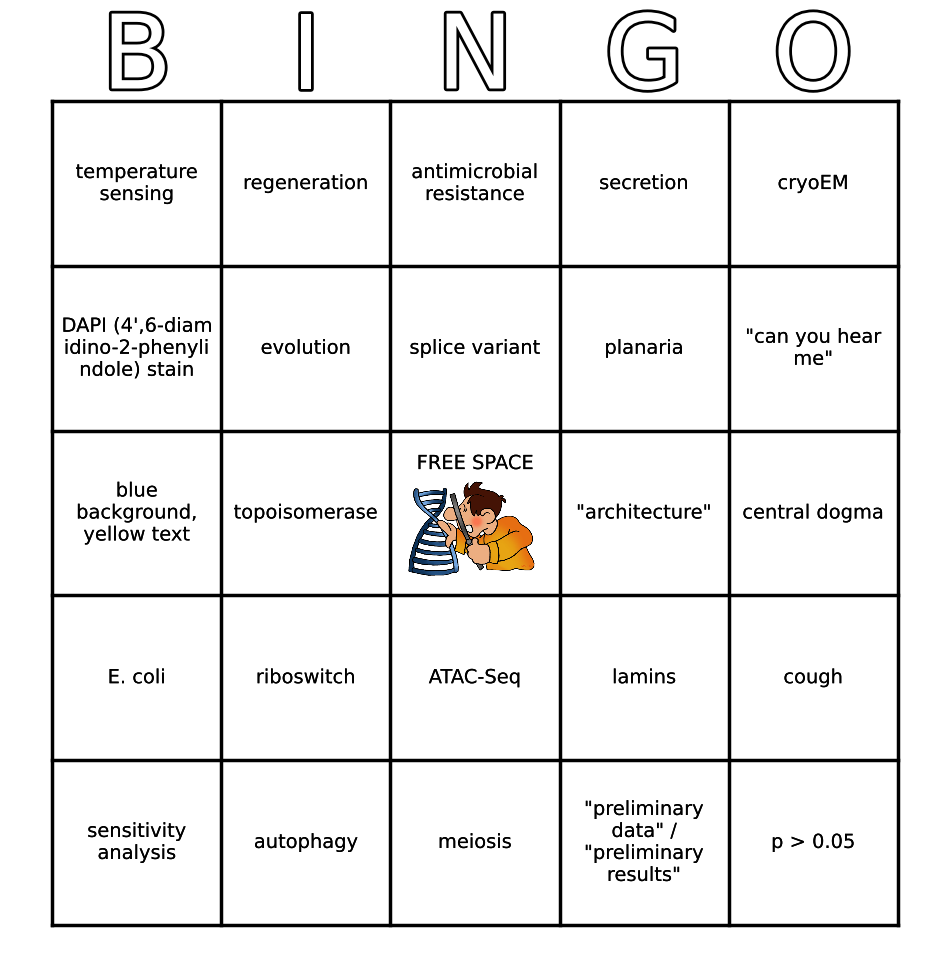 B I N G O
temperature
sensing
regeneration
antimicrobial
resistance
secretion
cryoEM
DAPI (4',6-diam
idino-2-phenyli
ndole) stain
evolution
splice variant
planaria
"can you hear
me"
blue
background,
yellow text
topoisomerase
FREE SPACE
"architecture"
central dogma
E. coli
riboswitch
ATAC-Seq
lamins
cough
sensitivity
analysis
autophagy
meiosis
"preliminary
data" /
"preliminary
results"
p > 0.05